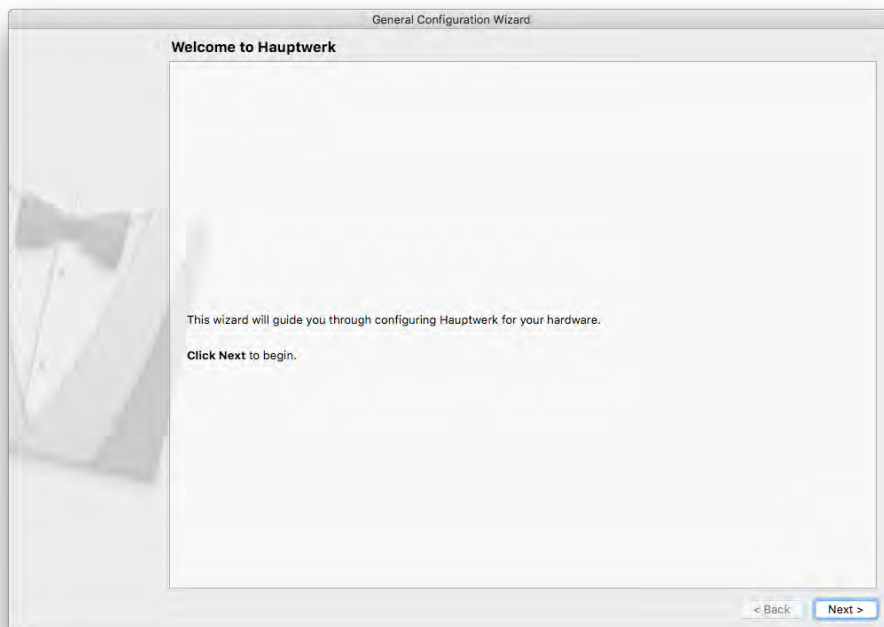 General Configuration Wizard
Welcome to Hauptwerk
This wizard will guide you through configuring Hauptwerk for your hardware.
Click Next to begin.
< Back Next >